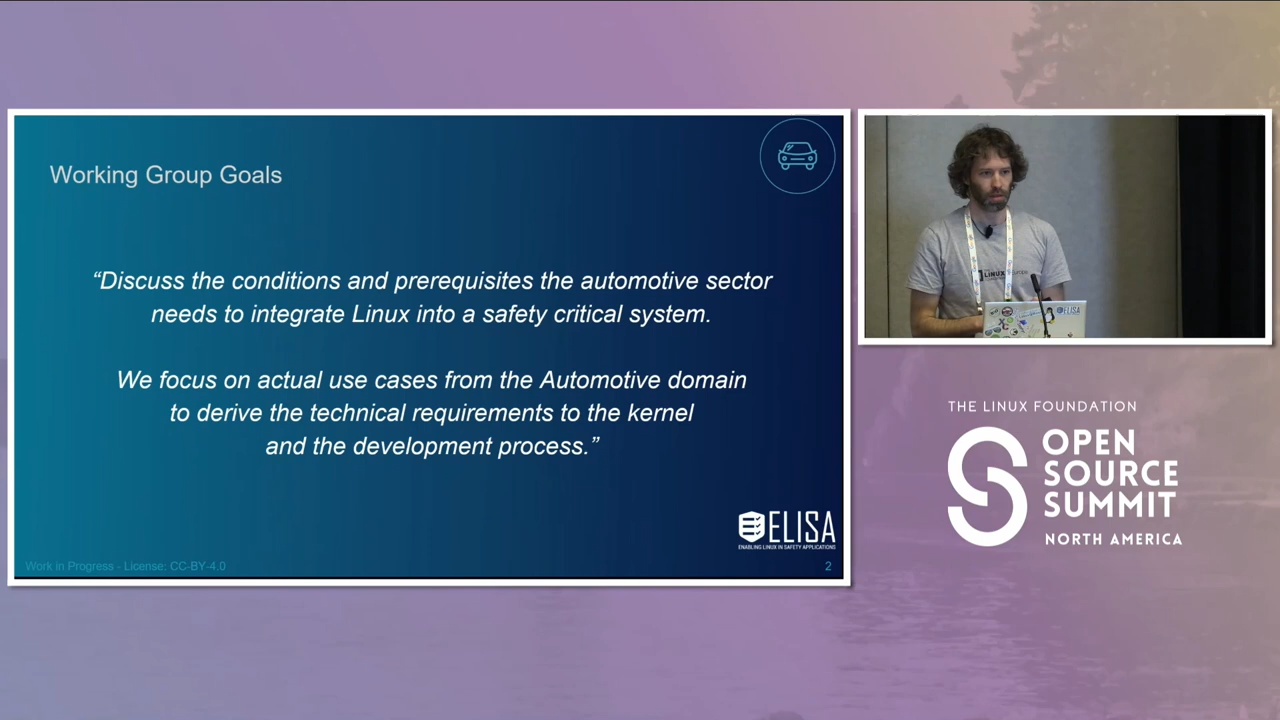 Working Group Goals
“Discuss the conditions and prerequisites the automotive sector
needs to integrate Linux into a safety critical system.
We focus on actual use cases from the Automotive domain
to derive the technical requirements to the kernel
and the development process.”
ELISA
ENABLING LINUX IN SAFETY APPLICATIONS
Work in Progress - License: CC-BY-4.0
2
LINUX
ELISA
THE LINUX FOUNDATION
OPEN
SOURCE
SUMMIT
NORTH AMERICA